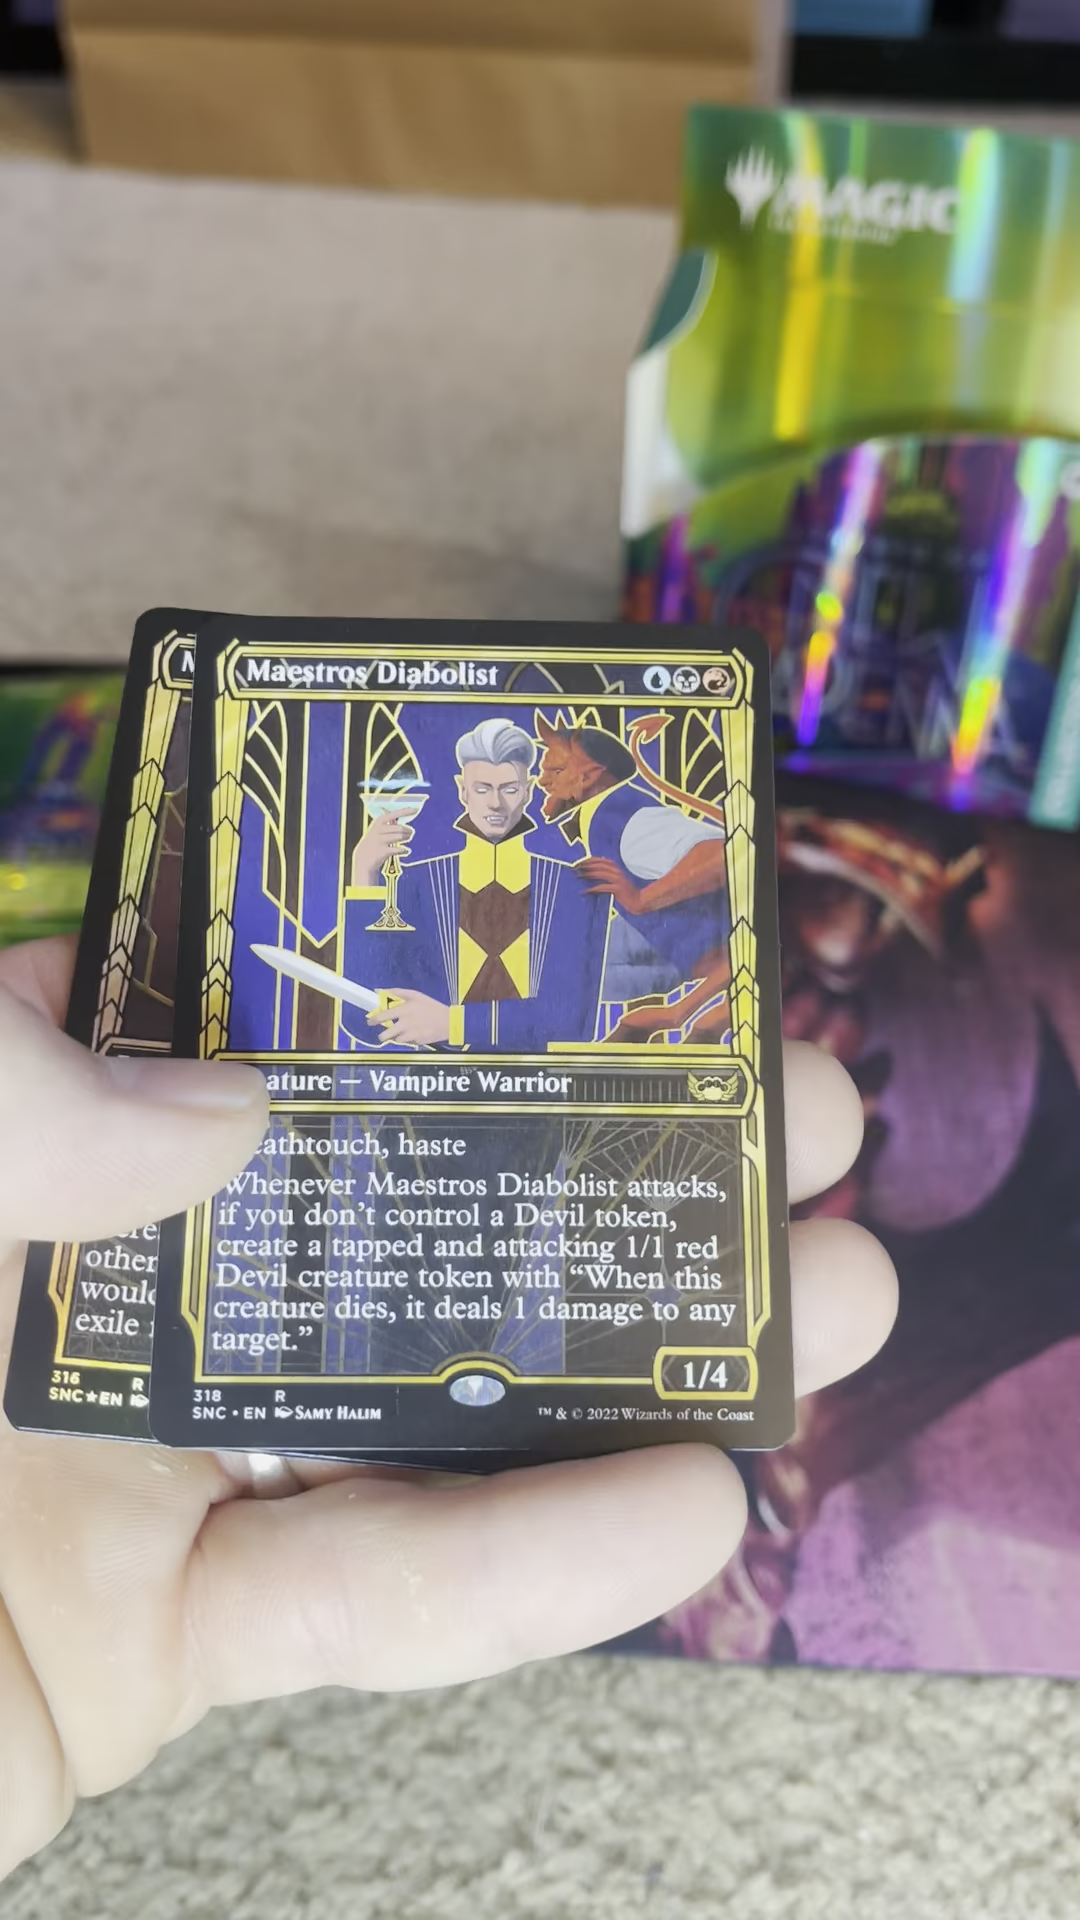 MAGIC
N
Maestros Diabolist
ature — Vampire Warrior
eathtouch, haste
Whenever Maestros Diabolist attacks,
if you don't control a Devil token,
create a tapped and attacking 1/1 red
Devil creature token with “When this
creature dies, it deals 1 damage to any
target.”
1/4
318 R
SNC • EN SAMY HALIM
™ & © 2022 Wizards of the Coast
ere
other
would
exile
316 R
SNC★EN